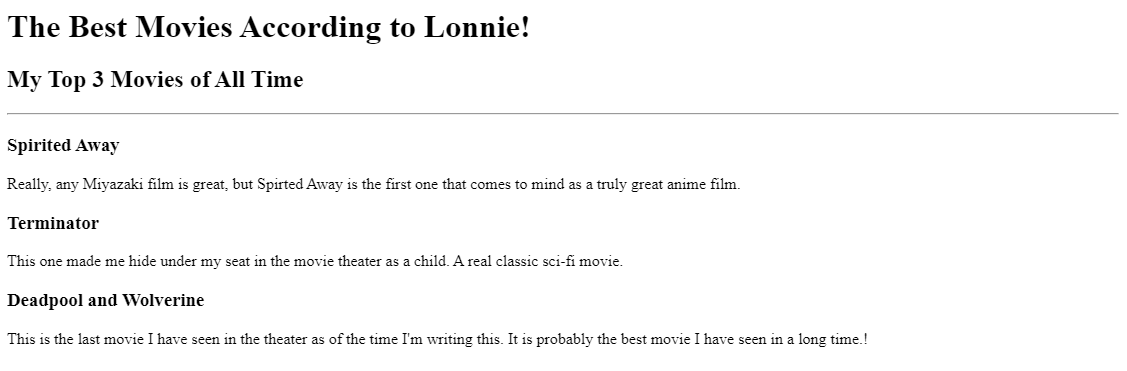 The Best Movies According to Lonnie!
My Top 3 Movies of All Time
Spirited Away
Really, any Miyazaki film is great, but Spirted Away is the first one that comes to mind as a truly great anime film.
Terminator
This one made me hide under my seat in the movie theater as a child. A real classic sci-fi movie.
Deadpool and Wolverine
This is the last movie I have seen in the theater as of the time I'm writing this. It is probably the best movie I have seen in a long time.!